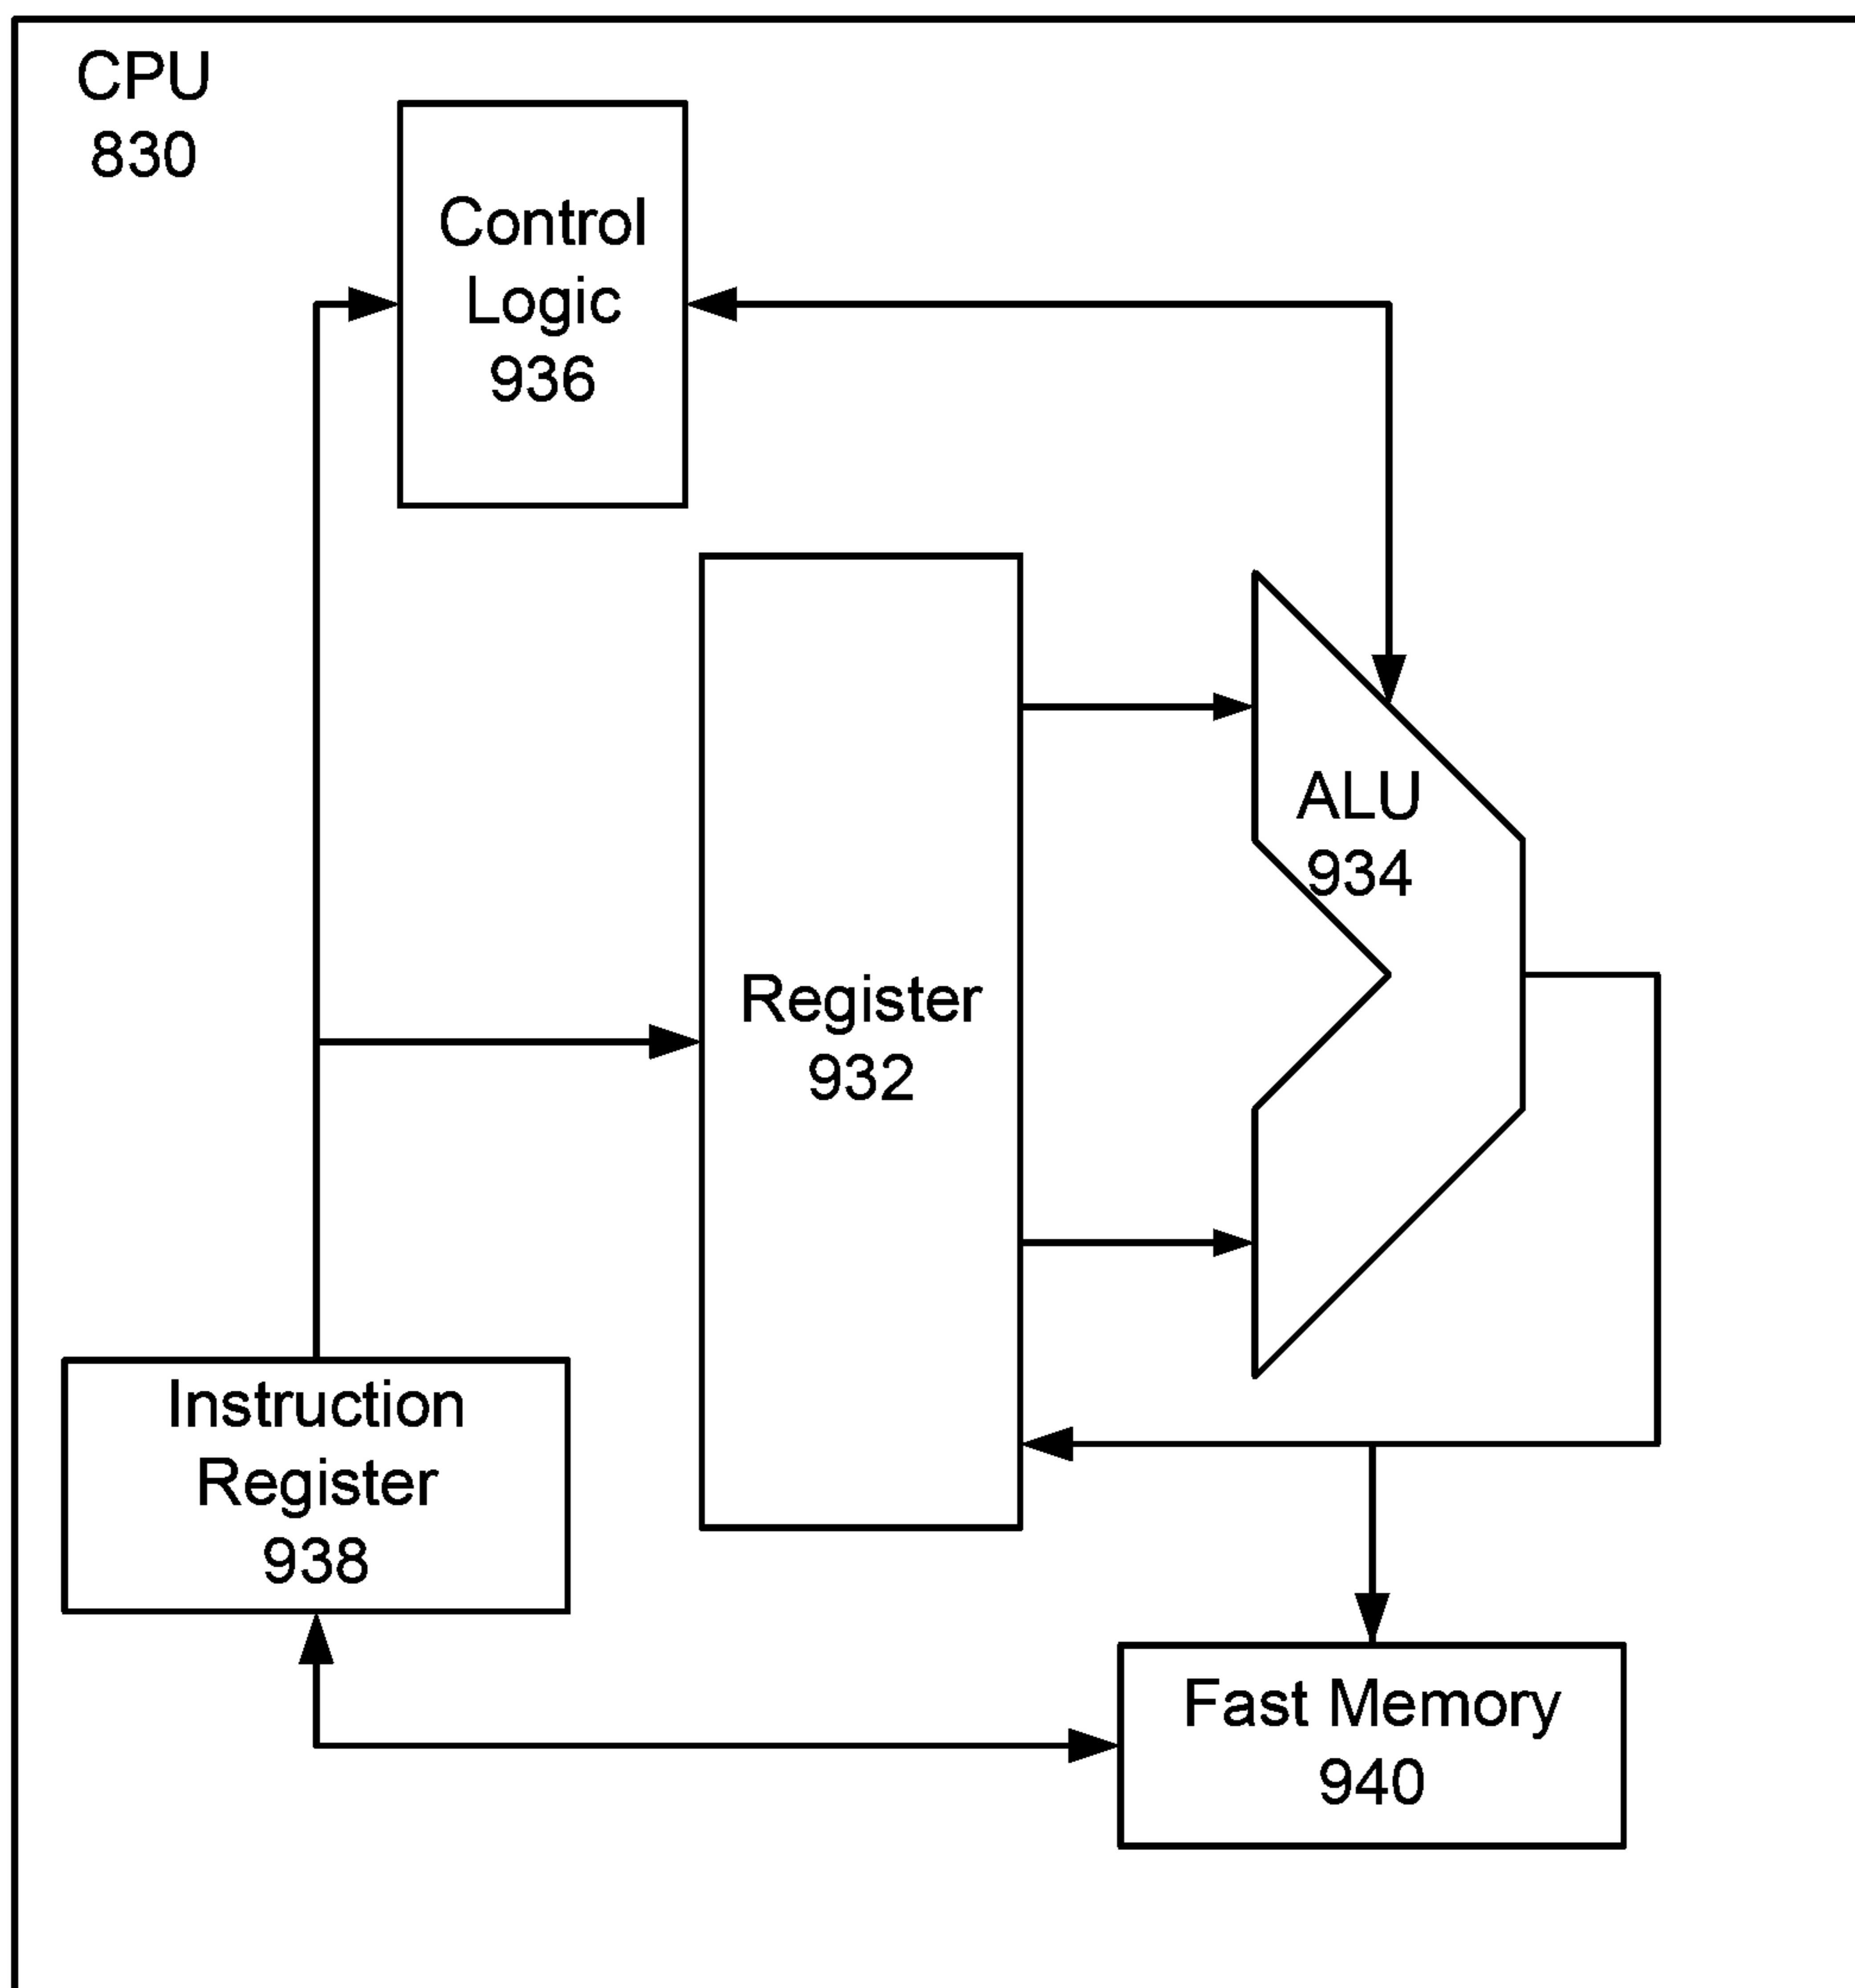 CPU
830
Control
Logic
936
ALU
934
Register
932
Instruction
Register
938
Fast Memory
940